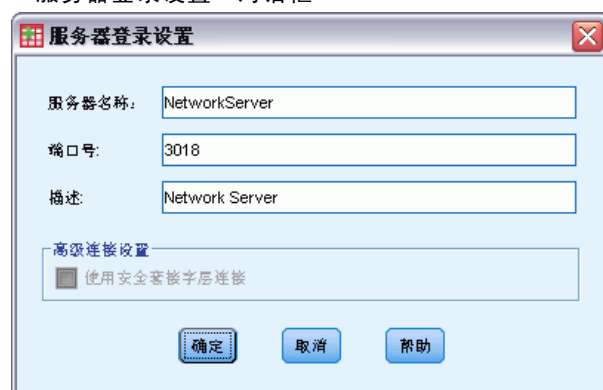 服务器登录设置
服务器名称: NetworkServer
端口号: 3018
描述: Network Server
高级连接设置
使用安全套接字层连接
确定 取消 帮助